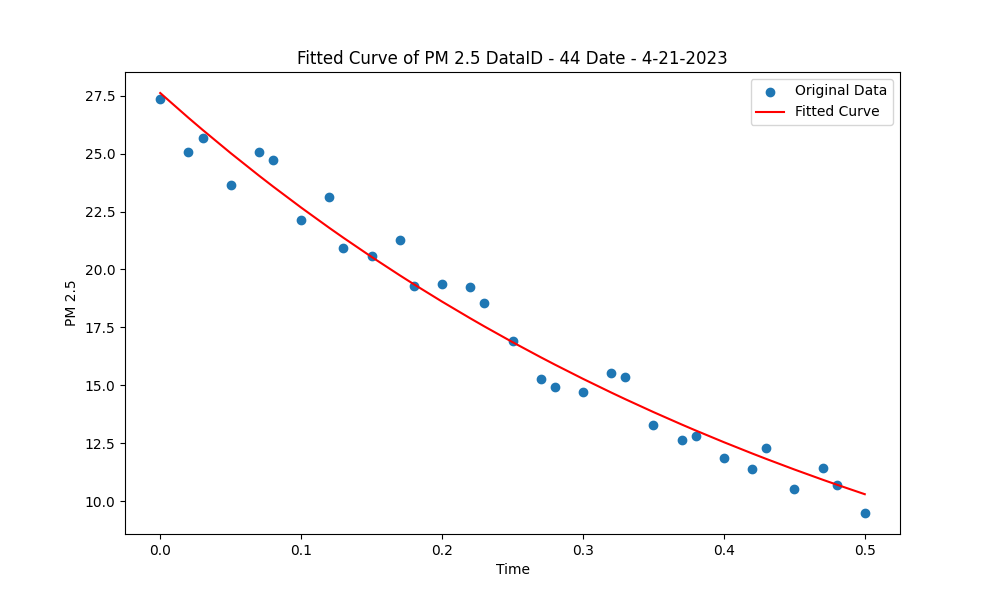 Fitted Curve of PM 2.5 DataID - 44 Date - 4-21-2023
Original Data
Fitted Curve
27.5
25.0
22.5
20.0
17.5
15.0
12.5
10.0
PM 2.5
0.0 0.1 0.2 0.3 0.4 0.5
Time